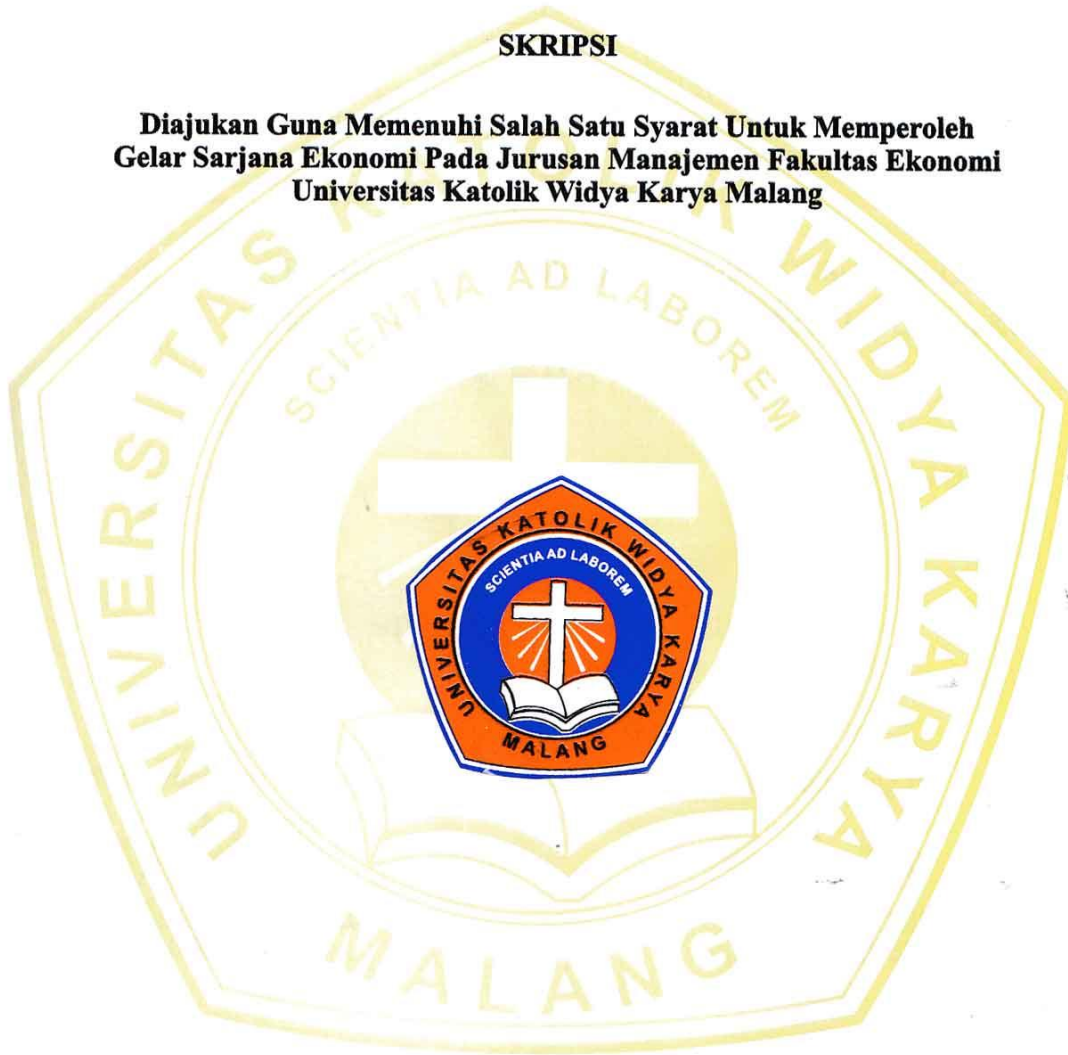 SKRIPSI
Diajukan Guna Memenuhi Salah Satu Syarat Untuk Memperoleh
Gelar Sarjana Ekonomi Pada Jurusan Manajemen Fakultas Ekonomi
Universitas Katolik Widya Karya Malang
UNIVERSITAS KATOLIK WIDYA KARYA
SCIENTIA AD LABOREM
MALANG
UNIVERSITAS KATOLIK WIDYA KARYA
SCIENTIA AD LABOREM
MALANG